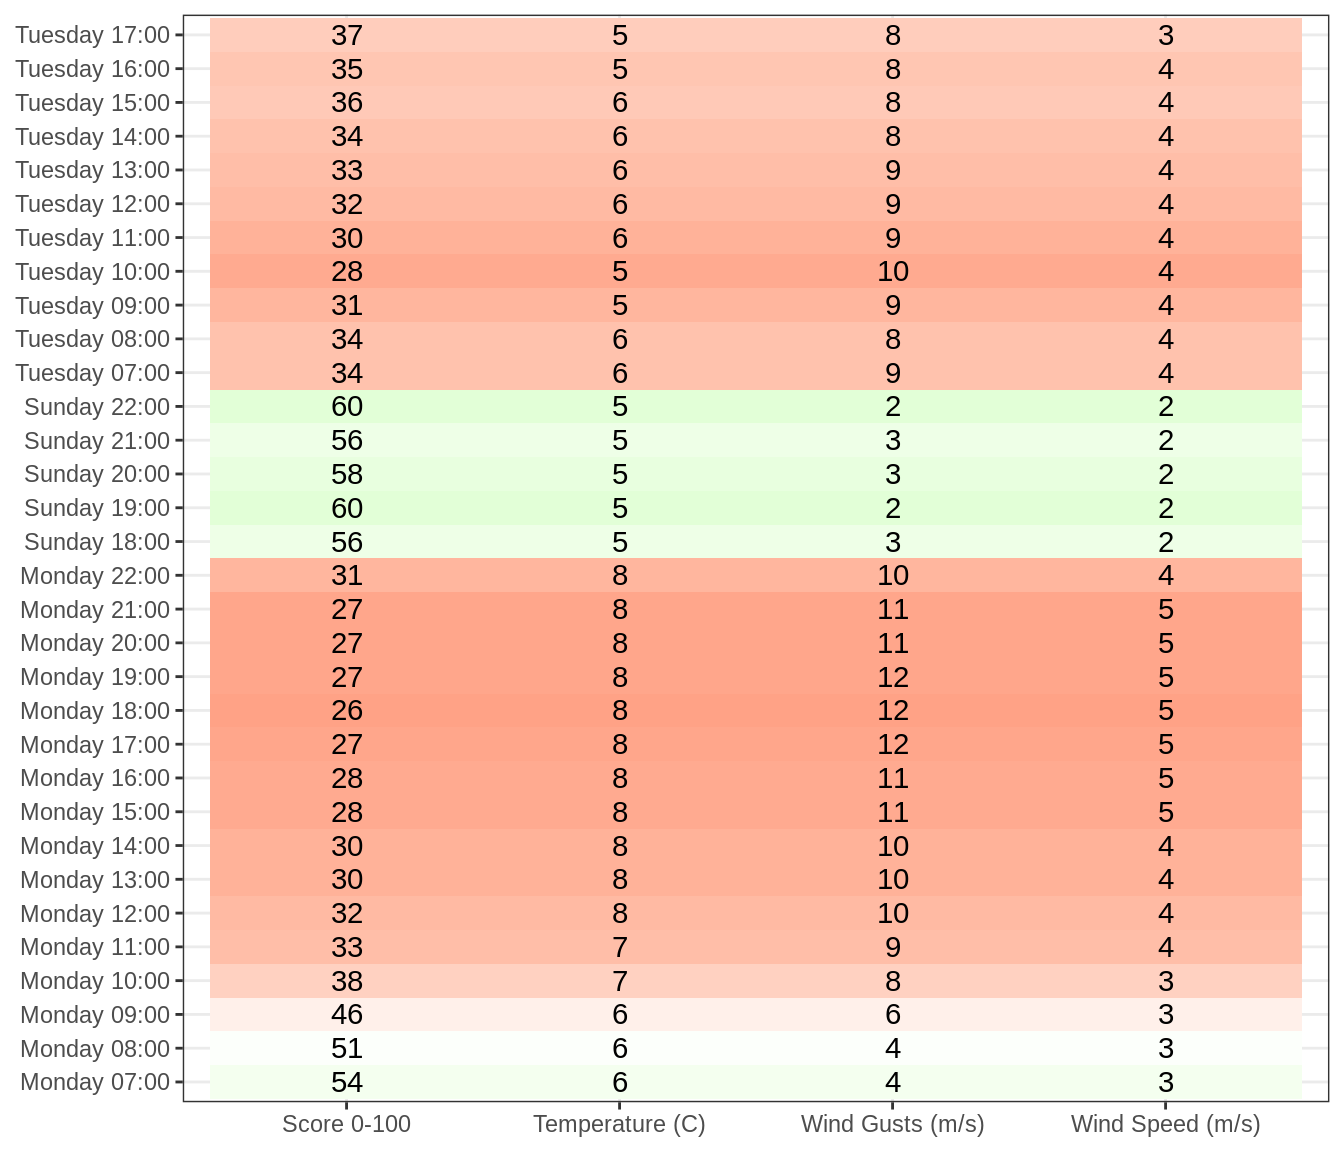 Tuesday 17:00 37 5 8 3
Tuesday 16:00 35 5 8 4
Tuesday 15:00 36 6 8 4
Tuesday 14:00 34 6 8 4
Tuesday 13:00 33 6 9 4
Tuesday 12:00 32 6 9 4
Tuesday 11:00 30 6 9 4
Tuesday 10:00 28 5 10 4
Tuesday 09:00 31 5 9 4
Tuesday 08:00 34 6 8 4
Tuesday 07:00 34 6 9 4
Sunday 22:00 60 5 2 2
Sunday 21:00 56 5 3 2
Sunday 20:00 58 5 3 2
Sunday 19:00 60 5 2 2
Sunday 18:00 56 5 3 2
Monday 22:00 31 8 10 4
Monday 21:00 27 8 11 5
Monday 20:00 27 8 11 5
Monday 19:00 27 8 12 5
Monday 18:00 26 8 12 5
Monday 17:00 27 8 12 5
Monday 16:00 28 8 11 5
Monday 15:00 28 8 11 5
Monday 14:00 30 8 10 4
Monday 13:00 30 8 10 4
Monday 12:00 32 8 10 4
Monday 11:00 33 7 9 4
Monday 10:00 38 7 8 3
Monday 09:00 46 6 6 3
Monday 08:00 51 6 4 3
Monday 07:00 54 6 4 3
Score 0-100 Temperature (C) Wind Gusts (m/s) Wind Speed (m/s)